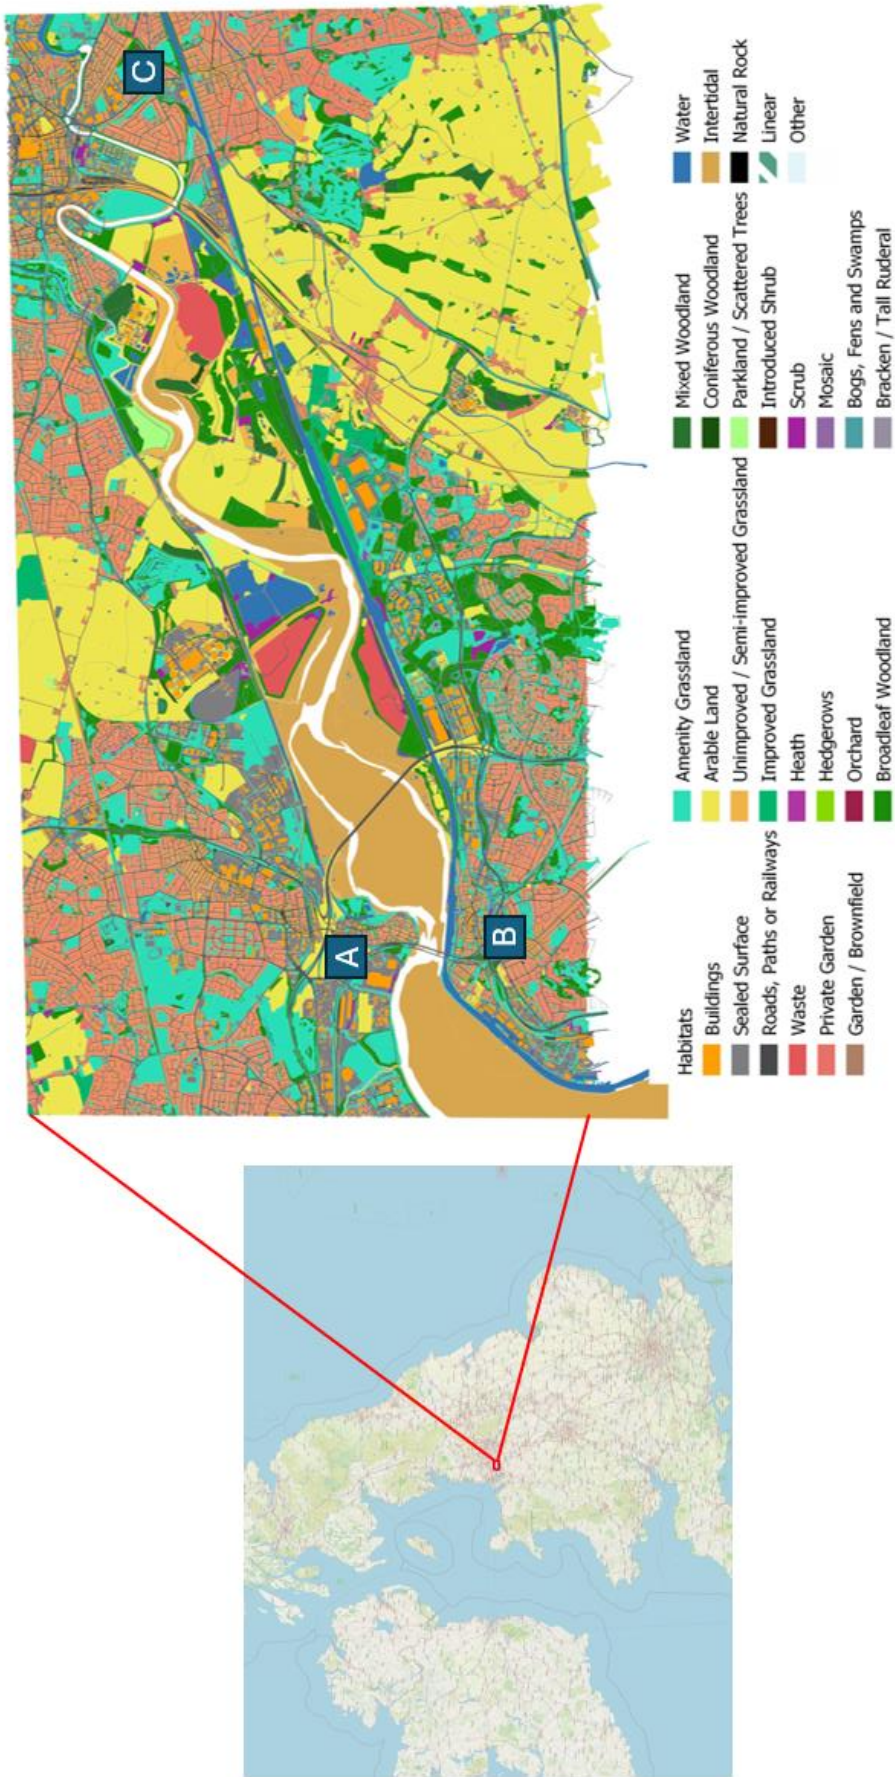 A
B
C
Habitats
Buildings
Sealed Surface
Roads, Paths or Railways
Waste
Private Garden
Garden / Brownfield
Amenity Grassland
Arable Land
Unimproved / Semi-improved Grassland
Improved Grassland
Heath
Hedgerows
Orchard
Broadleaf Woodland
Mixed Woodland
Coniferous Woodland
Parkland / Scattered Trees
Introduced Shrub
Scrub
Mosaic
Bogs, Fens and Swamps
Bracken / Tall Ruderal
Water
Intertidal
Natural Rock
Linear
Other